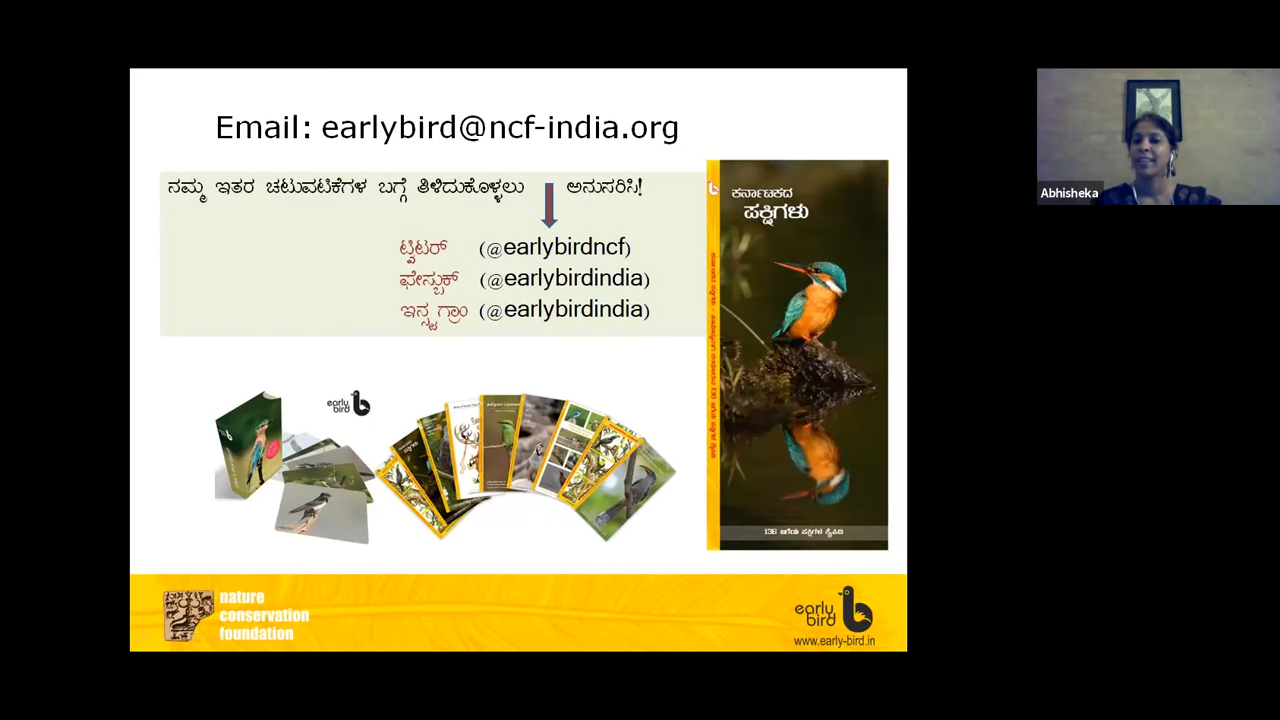 Email: earlybird@ncf-india.org
ನಮ್ಮ ಇತರ ಚಟುವಟಿಕೆಗಳ ಬಗ್ಗೆ ತಿಳಿದುಕೊಳ್ಳಲು ಅನುಸರಿಸಿ!
ಟ್ವಿಟರ್ (@earlybirdncf)
ಫೇಸ್ಬುಕ್ (@earlybirdindia)
ಇನ್ಸ್ಟಗ್ರಾಂ (@earlybirdindia)
ಕರ್ನಾಟಕದ
ಪಕ್ಷಿಗಳು
early bird
nature
conservation
foundation
early
bird
www.early-bird.in
Abhisheka